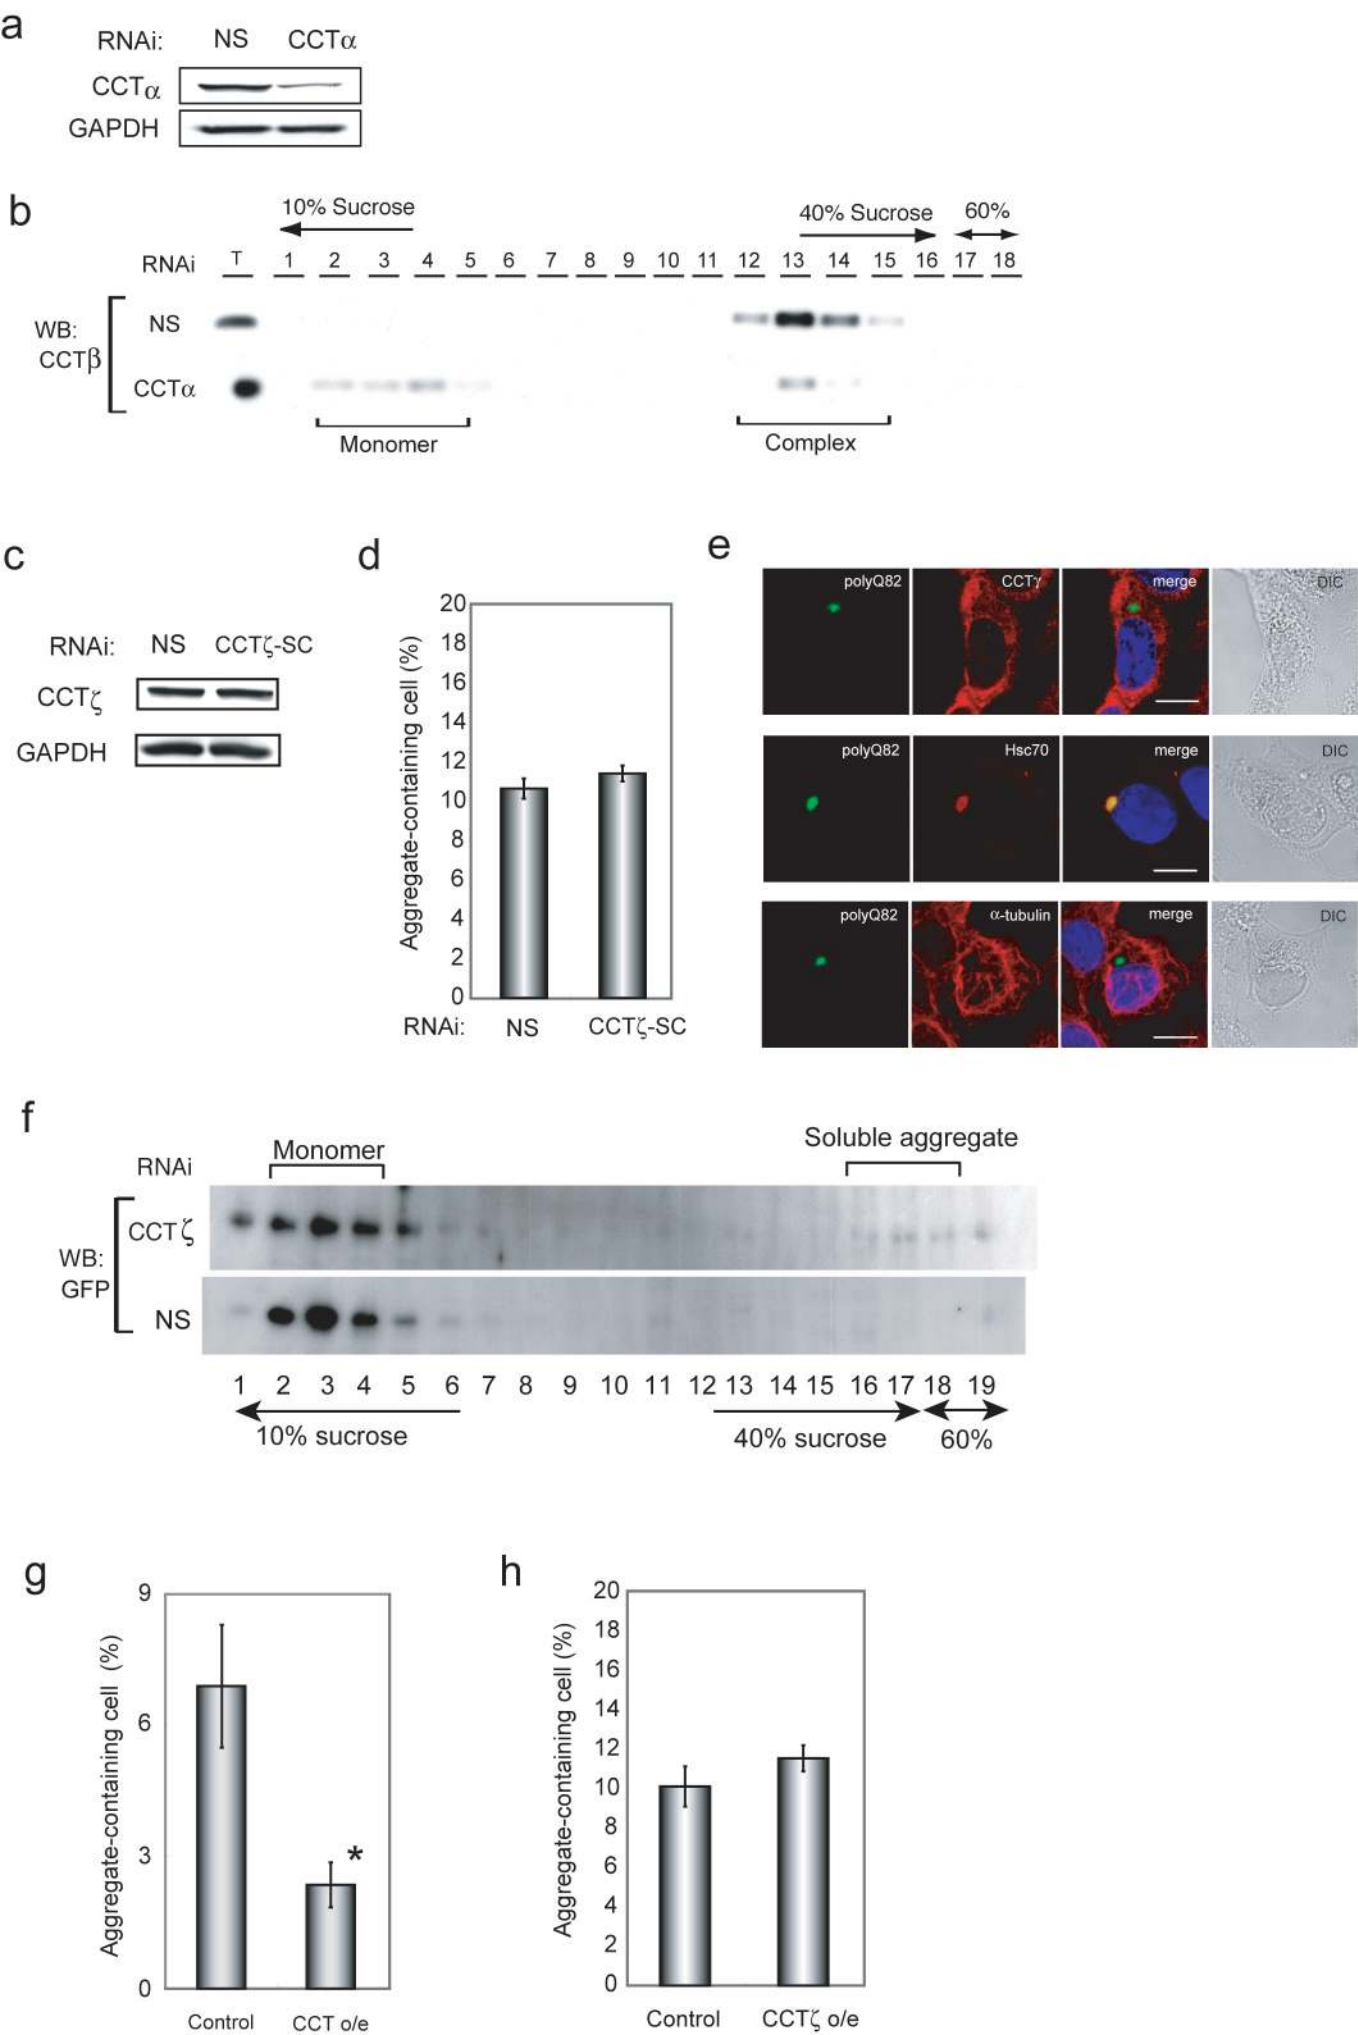 a
RNAi: NS CCTα
CCTα
GAPDH
b
10% Sucrose 40% Sucrose 60%
RNAi T 1 2 3 4 5 6 7 8 9 10 11 12 13 14 15 16 17 18
WB: CCTβ
NS
CCTα
Monomer Complex
c
RNAi: NS CCTζ-SC
CCTζ
GAPDH
d
Aggregate-containing cell (%)
20
18
16
14
12
10
8
6
4
2
0
RNAi: NS CCTζ-SC
e
polyQ82 CCTγ merge DIC
polyQ82 Hsc70 merge DIC
polyQ82 α-tubulin merge DIC
f
RNAi Monomer Soluble aggregate
WB: GFP
CCTζ
NS
1 2 3 4 5 6 7 8 9 10 11 12 13 14 15 16 17 18 19
10% sucrose 40% sucrose 60%
g
Aggregate-containing cell (%)
9
6
3
0
*
Control CCT o/e
h
Aggregate-containing cell (%)
20
18
16
14
12
10
8
6
4
2
0
Control CCTζ o/e